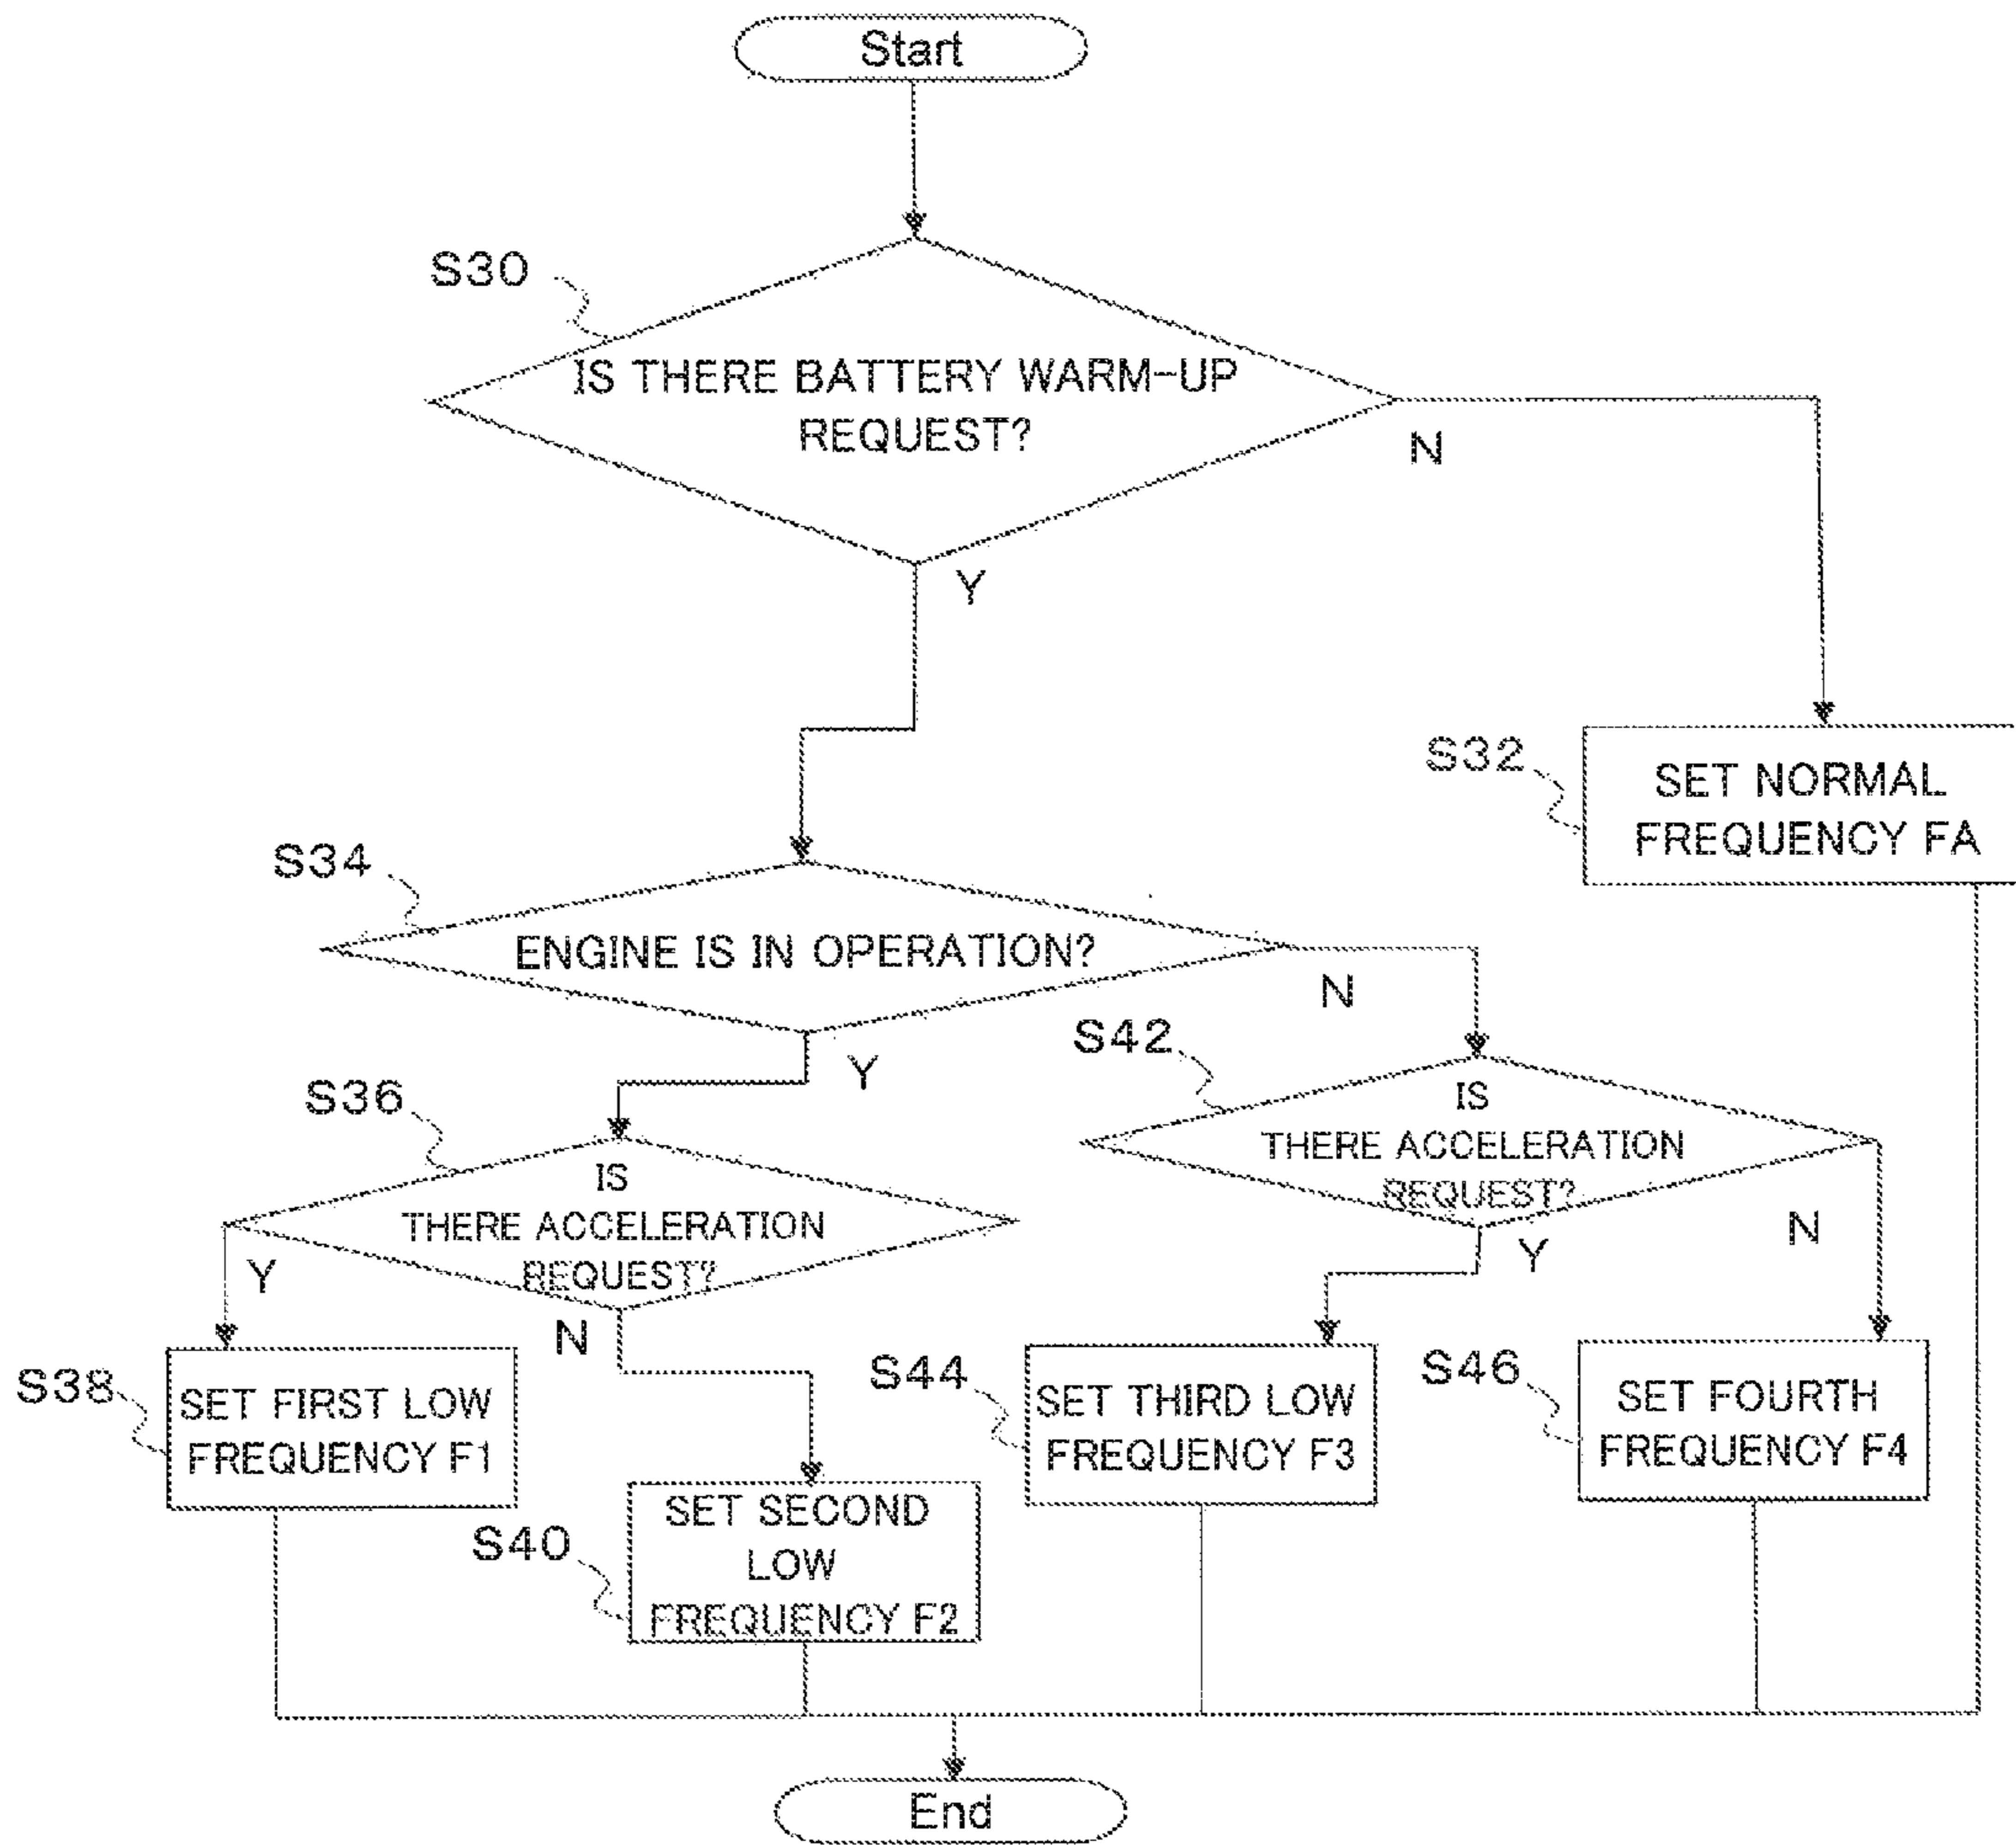 Start
S30
IS THERE BATTERY WARM-UP
REQUEST?
N
Y
S32
SET NORMAL
FREQUENCY FA
S34
ENGINE IS IN OPERATION?
N
Y
S42
IS
THERE ACCELERATION
REQUEST?
N
Y
S36
IS
THERE ACCELERATION
REQUEST?
Y
N
S38
SET FIRST LOW
FREQUENCY F1
S40
SET SECOND
LOW
FREQUENCY F2
S44
SET THIRD LOW
FREQUENCY F3
S46
SET FOURTH
FREQUENCY F4
End